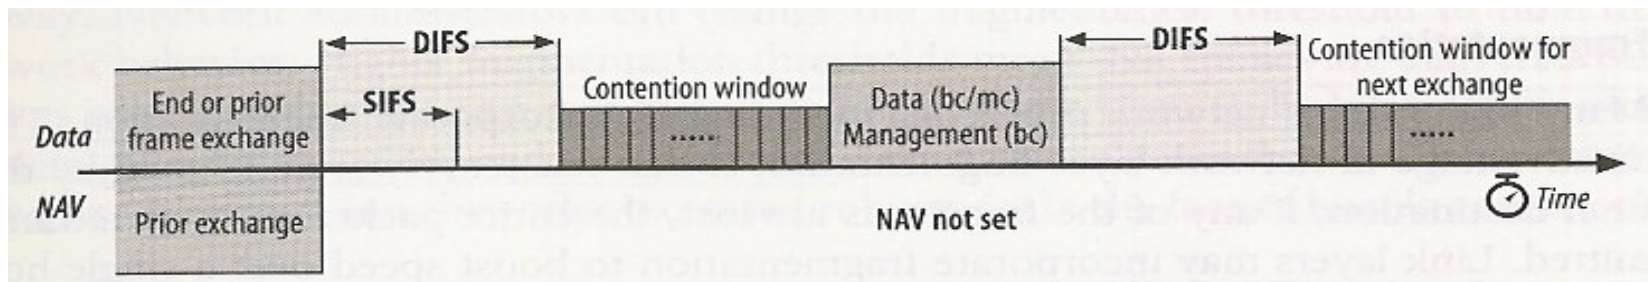 DIFS
DIFS
Contention window for
next exchange
SIFS
Contention window
End or prior
frame exchange
Data (bc/mc)
Management (bc)
Data
.....
.....
NAV
Prior exchange
NAV not set
Time